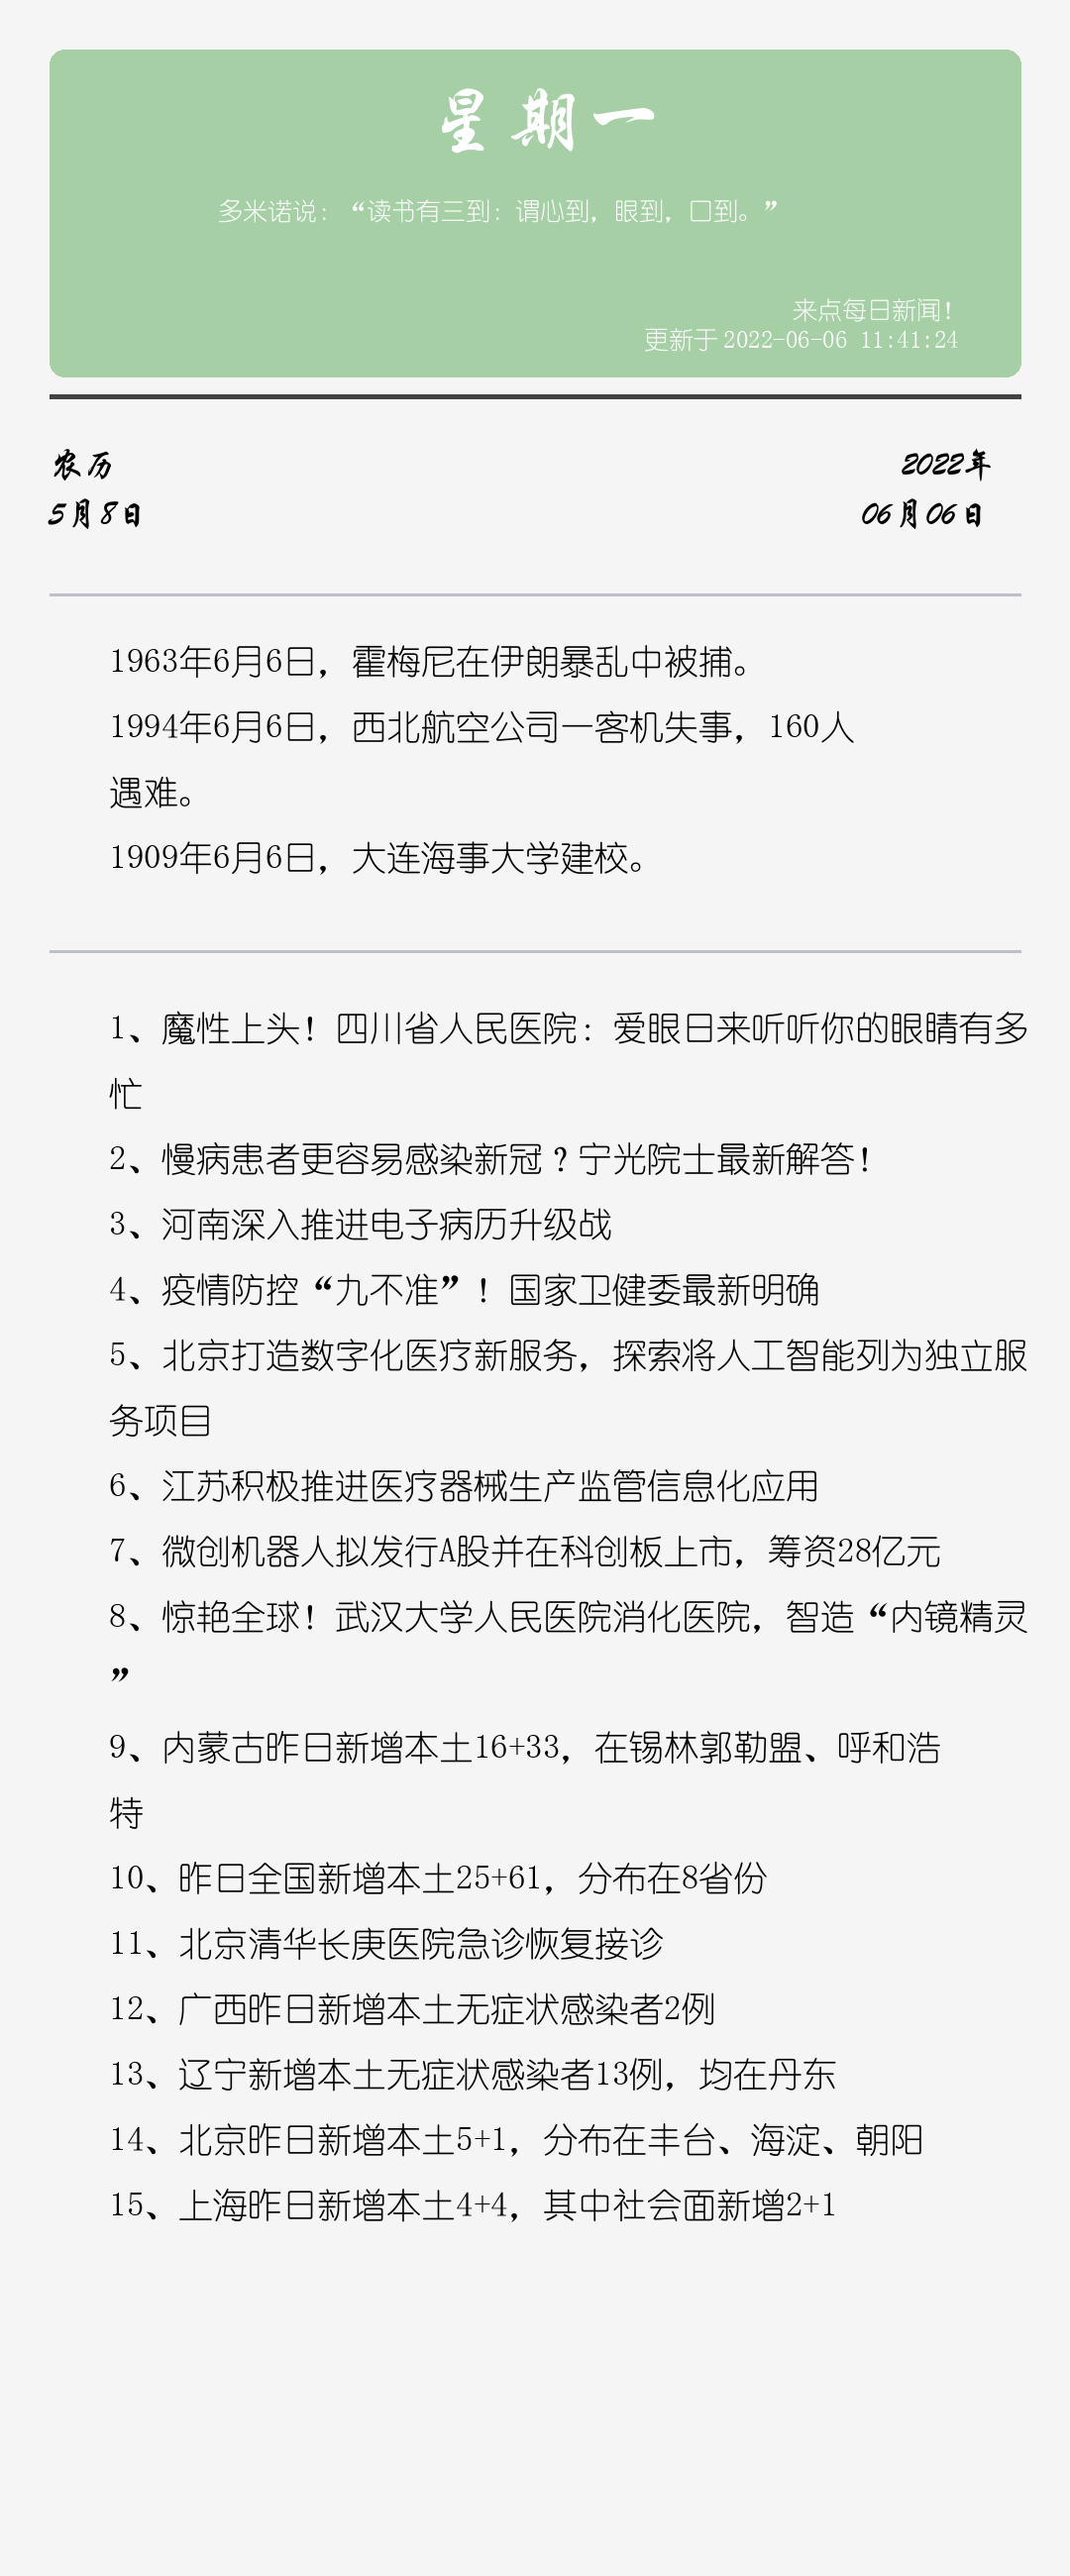 星期一
多米诺说：“读书有三到：谓心到，眼到，口到。”
来点每日新闻！
更新于 2022-06-06 11:41:24
农历
2022年
5月8日
06月06日
1963年6月6日，霍梅尼在伊朗暴乱中被捕。
1994年6月6日，西北航空公司一客机失事，160人
遇难。
1909年6月6日，大连海事大学建校。
1、魔性上头！四川省人民医院：爱眼日来听听你的眼睛有多
忙
2、慢病患者更容易感染新冠？宁光院士最新解答！
3、河南深入推进电子病历升级战
4、疫情防控“九不准”！国家卫健委最新明确
5、北京打造数字化医疗新服务，探索将人工智能列为独立服
务项目
6、江苏积极推进医疗器械生产监管信息化应用
7、微创机器人拟发行A股并在科创板上市，筹资28亿元
8、惊艳全球！武汉大学人民医院消化医院，智造“内镜精灵
”
9、内蒙古昨日新增本土16+33，在锡林郭勒盟、呼和浩
特
10、昨日全国新增本土25+61，分布在8省份
11、北京清华长庚医院急诊恢复接诊
12、广西昨日新增本土无症状感染者2例
13、辽宁新增本土无症状感染者13例，均在丹东
14、北京昨日新增本土5+1，分布在丰台、海淀、朝阳
15、上海昨日新增本土4+4，其中社会面新增2+1